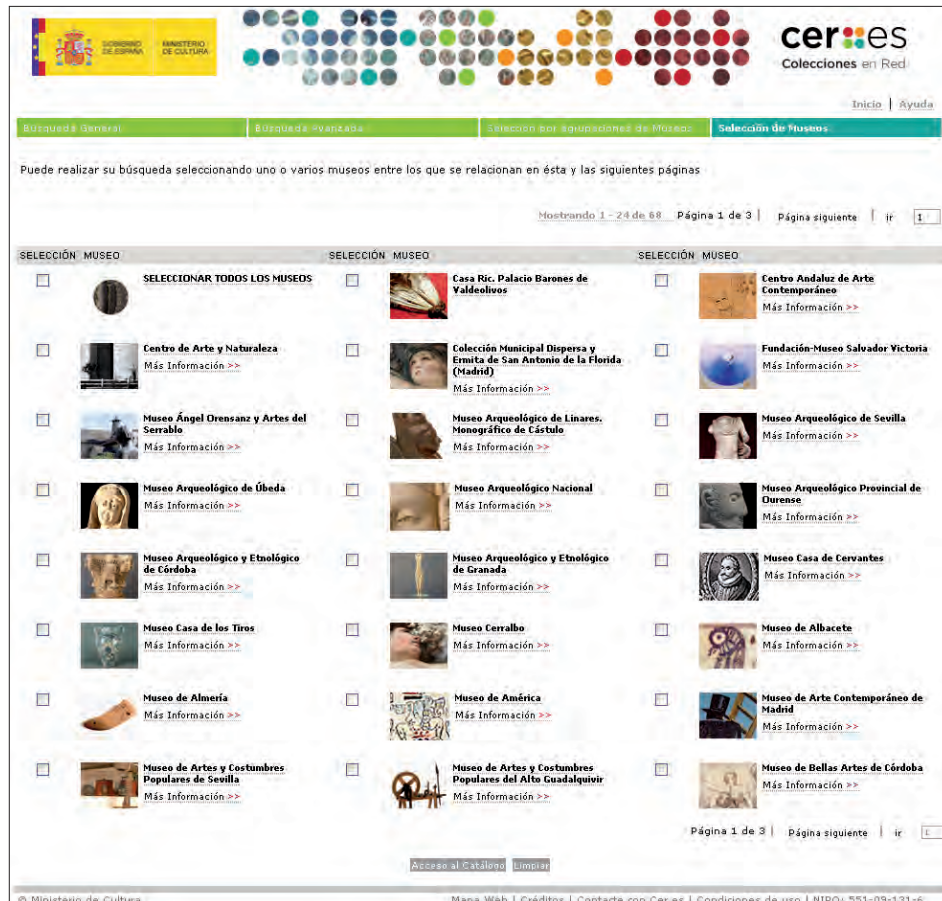 GOBIERNO MINISTERIO
DE ESPAÑA DE CULTURA
cer::es
Colecciones en Red
Inicio | Ayuda
Búsqueda General Búsqueda Avanzada Selección por agrupaciones de Museos Selección de Museos
Puede realizar su búsqueda seleccionando uno o varios museos entre los que se relacionan en ésta y las siguientes páginas
Mostrando 1 - 24 de 68 Página 1 de 3 | Página siguiente | ir 1
SELECCIÓN MUSEO SELECCIÓN MUSEO SELECCIÓN MUSEO
SELECCIONAR TODOS LOS MUSEOS
Casa Ric. Palacio Barones de
Valdeolivos
Centro Andaluz de Arte
Contemporáneo
Más Información >>
Centro de Arte y Naturaleza
Más Información >>
Colección Municipal Dispersa y
Ermita de San Antonio de la Florida
(Madrid)
Más Información >>
Fundación-Museo Salvador Victoria
Más Información >>
Museo Ángel Orensanz y Artes del
Serrablo
Más Información >>
Museo Arqueológico de Linares.
Monográfico de Cástulo
Más Información >>
Museo Arqueológico de Sevilla
Más Información >>
Museo Arqueológico de Úbeda
Más Información >>
Museo Arqueológico Nacional
Más Información >>
Museo Arqueológico Provincial de
Ourense
Más Información >>
Museo Arqueológico y Etnológico
de Córdoba
Más Información >>
Museo Arqueológico y Etnológico
de Granada
Más Información >>
Museo Casa de Cervantes
Más Información >>
Museo Casa de los Tiros
Más Información >>
Museo Cerralbo
Más Información >>
Museo de Albacete
Más Información >>
Museo de Almería
Más Información >>
Museo de América
Más Información >>
Museo de Arte Contemporáneo de
Madrid
Más Información >>
Museo de Artes y Costumbres
Populares de Sevilla
Más Información >>
Museo de Artes y Costumbres
Populares del Alto Guadalquivir
Más Información >>
Museo de Bellas Artes de Córdoba
Más Información >>
Página 1 de 3 | Página siguiente | ir
Acceso al Catálogo Limpiar
© Ministerio de Cultura Mapa Web | Créditos | Contacte con Cer.es | Condiciones de uso | NIPO: 551-09-131-6